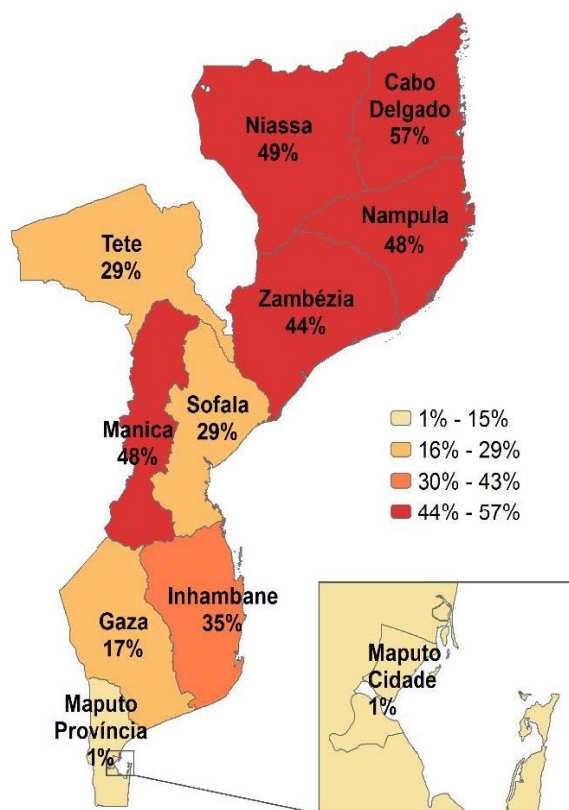 Cabo
Delgado
57%
Niassa
49%
Nampula
48%
Tete
29%
Zambézia
44%
Sofala
29%
Manica
48%
1% - 15%
16% - 29%
30% - 43%
44% - 57%
Inhambane
35%
Gaza
17%
Maputo
Província
1%
Maputo
Cidade
1%